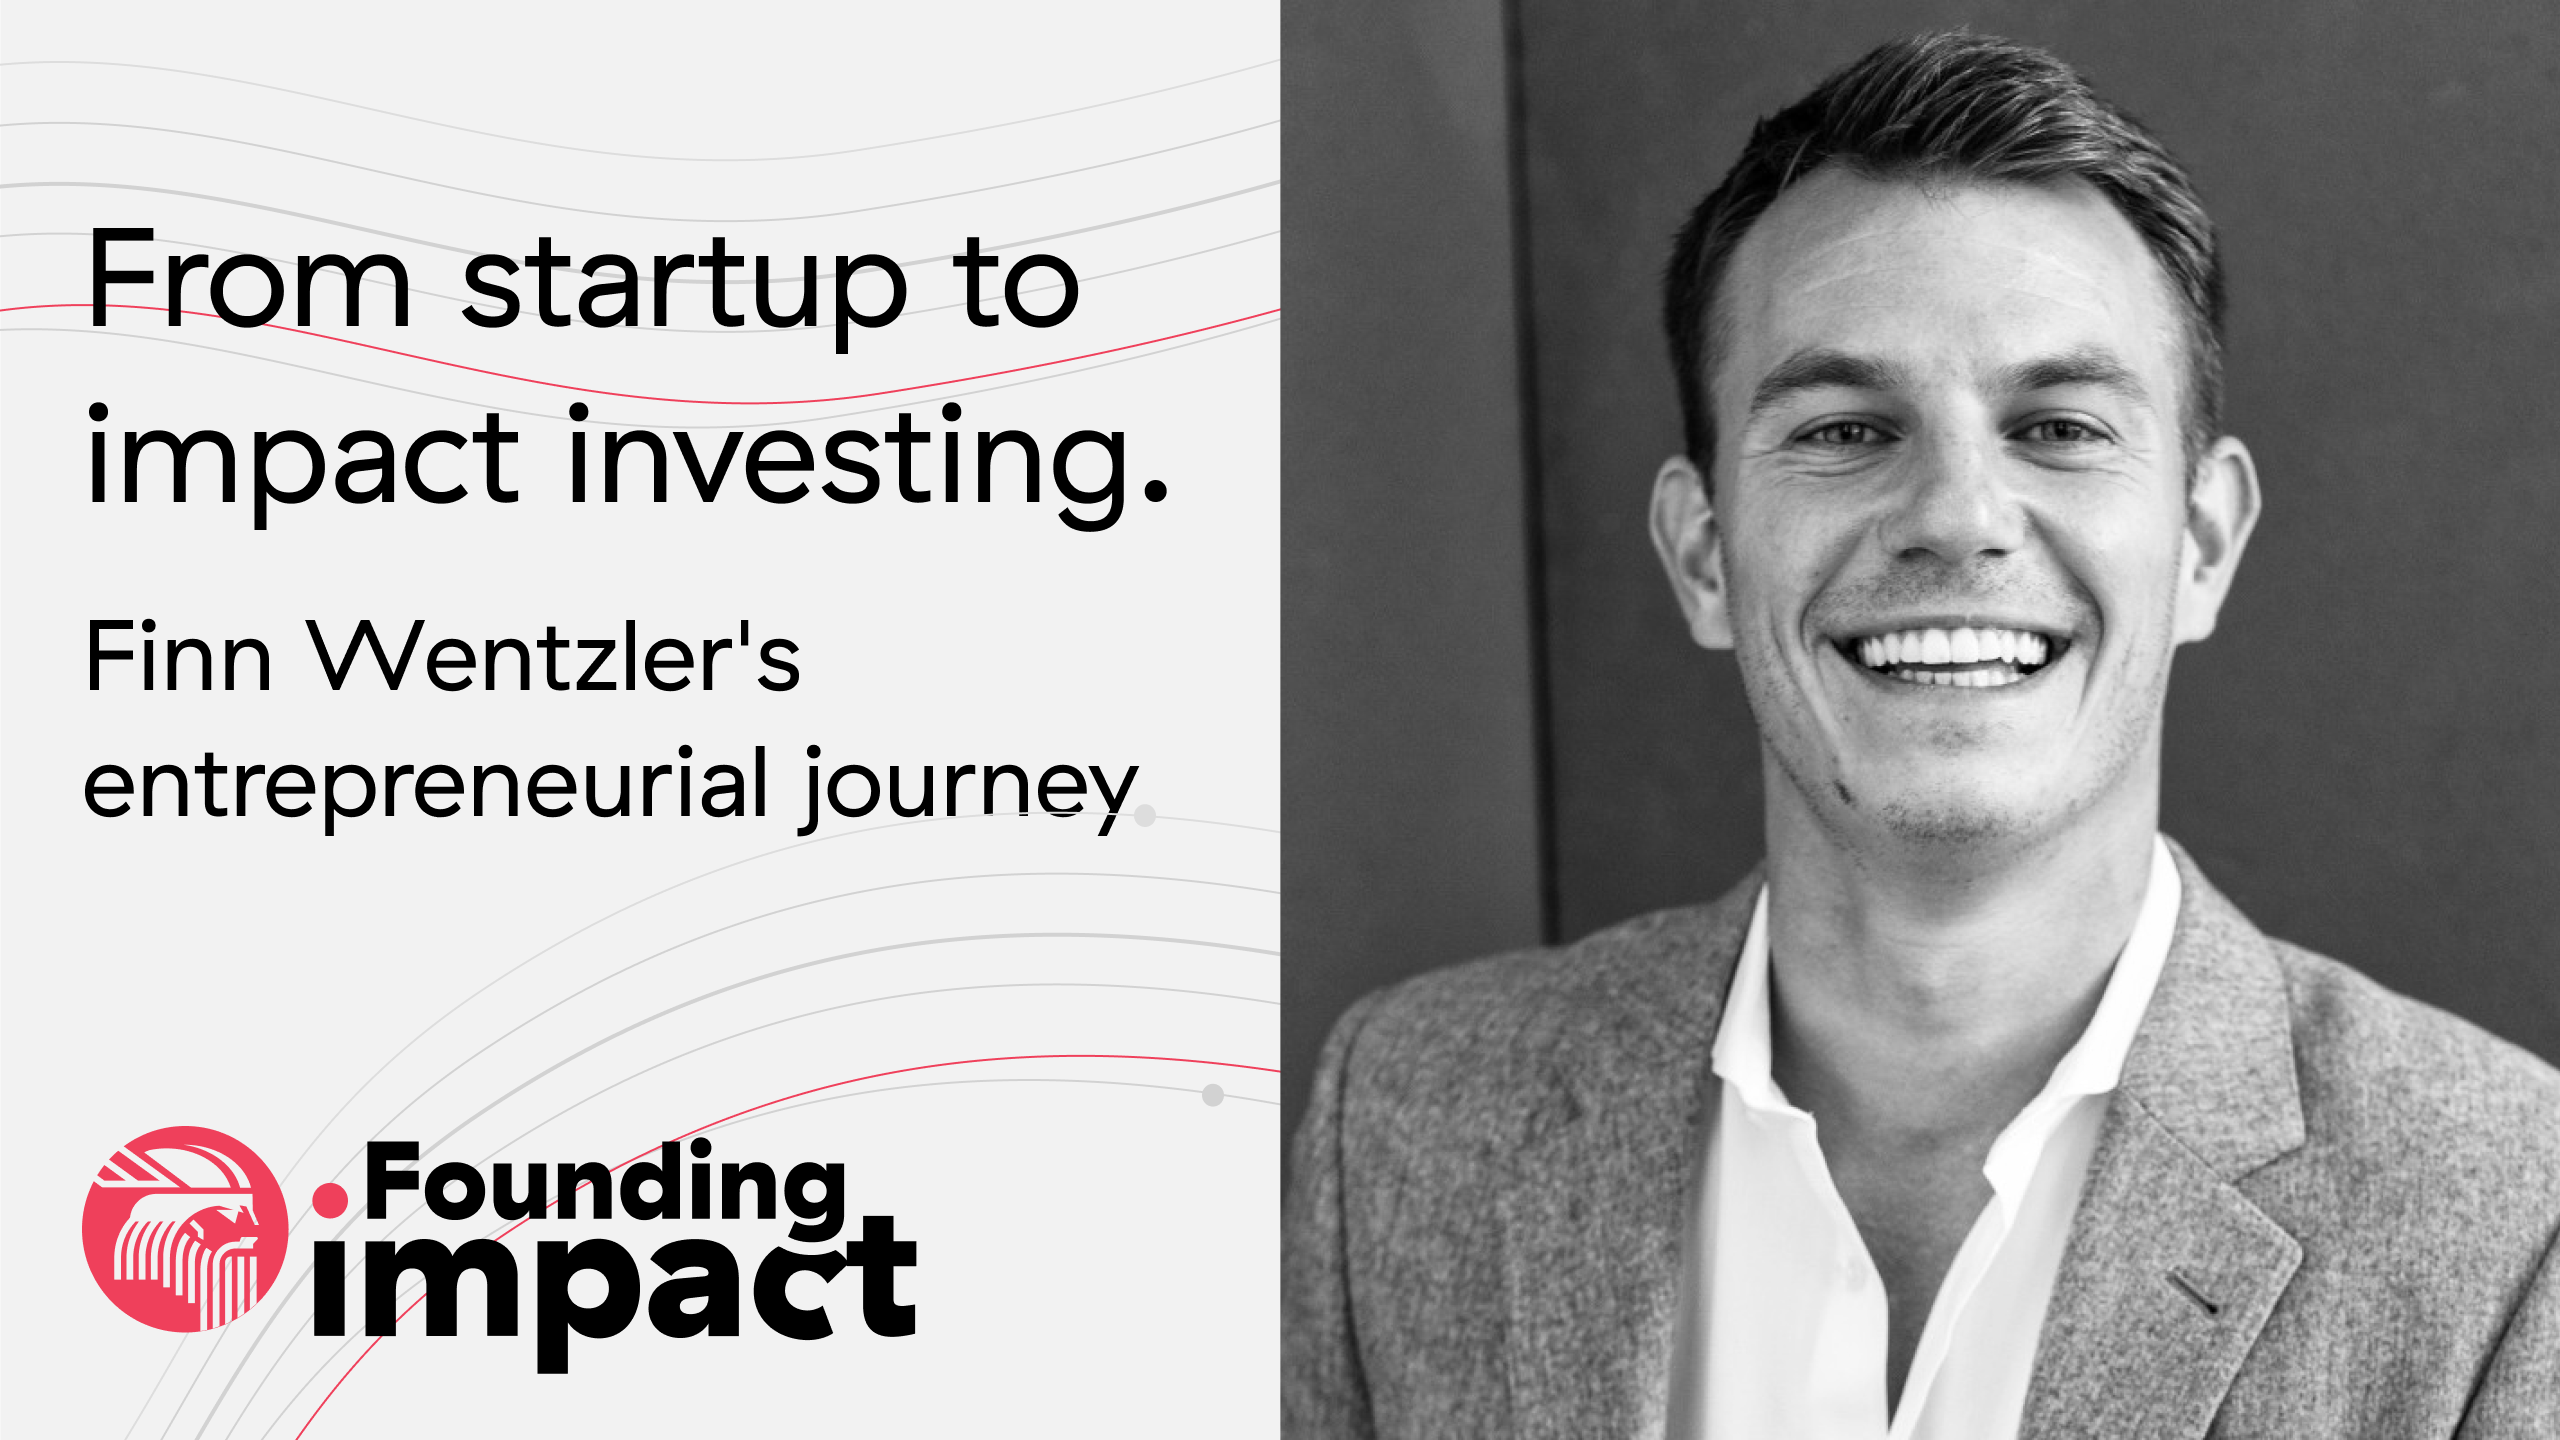 From startup to
impact investing.
Finn Wentzler's
entrepreneurial journey
Founding
impact